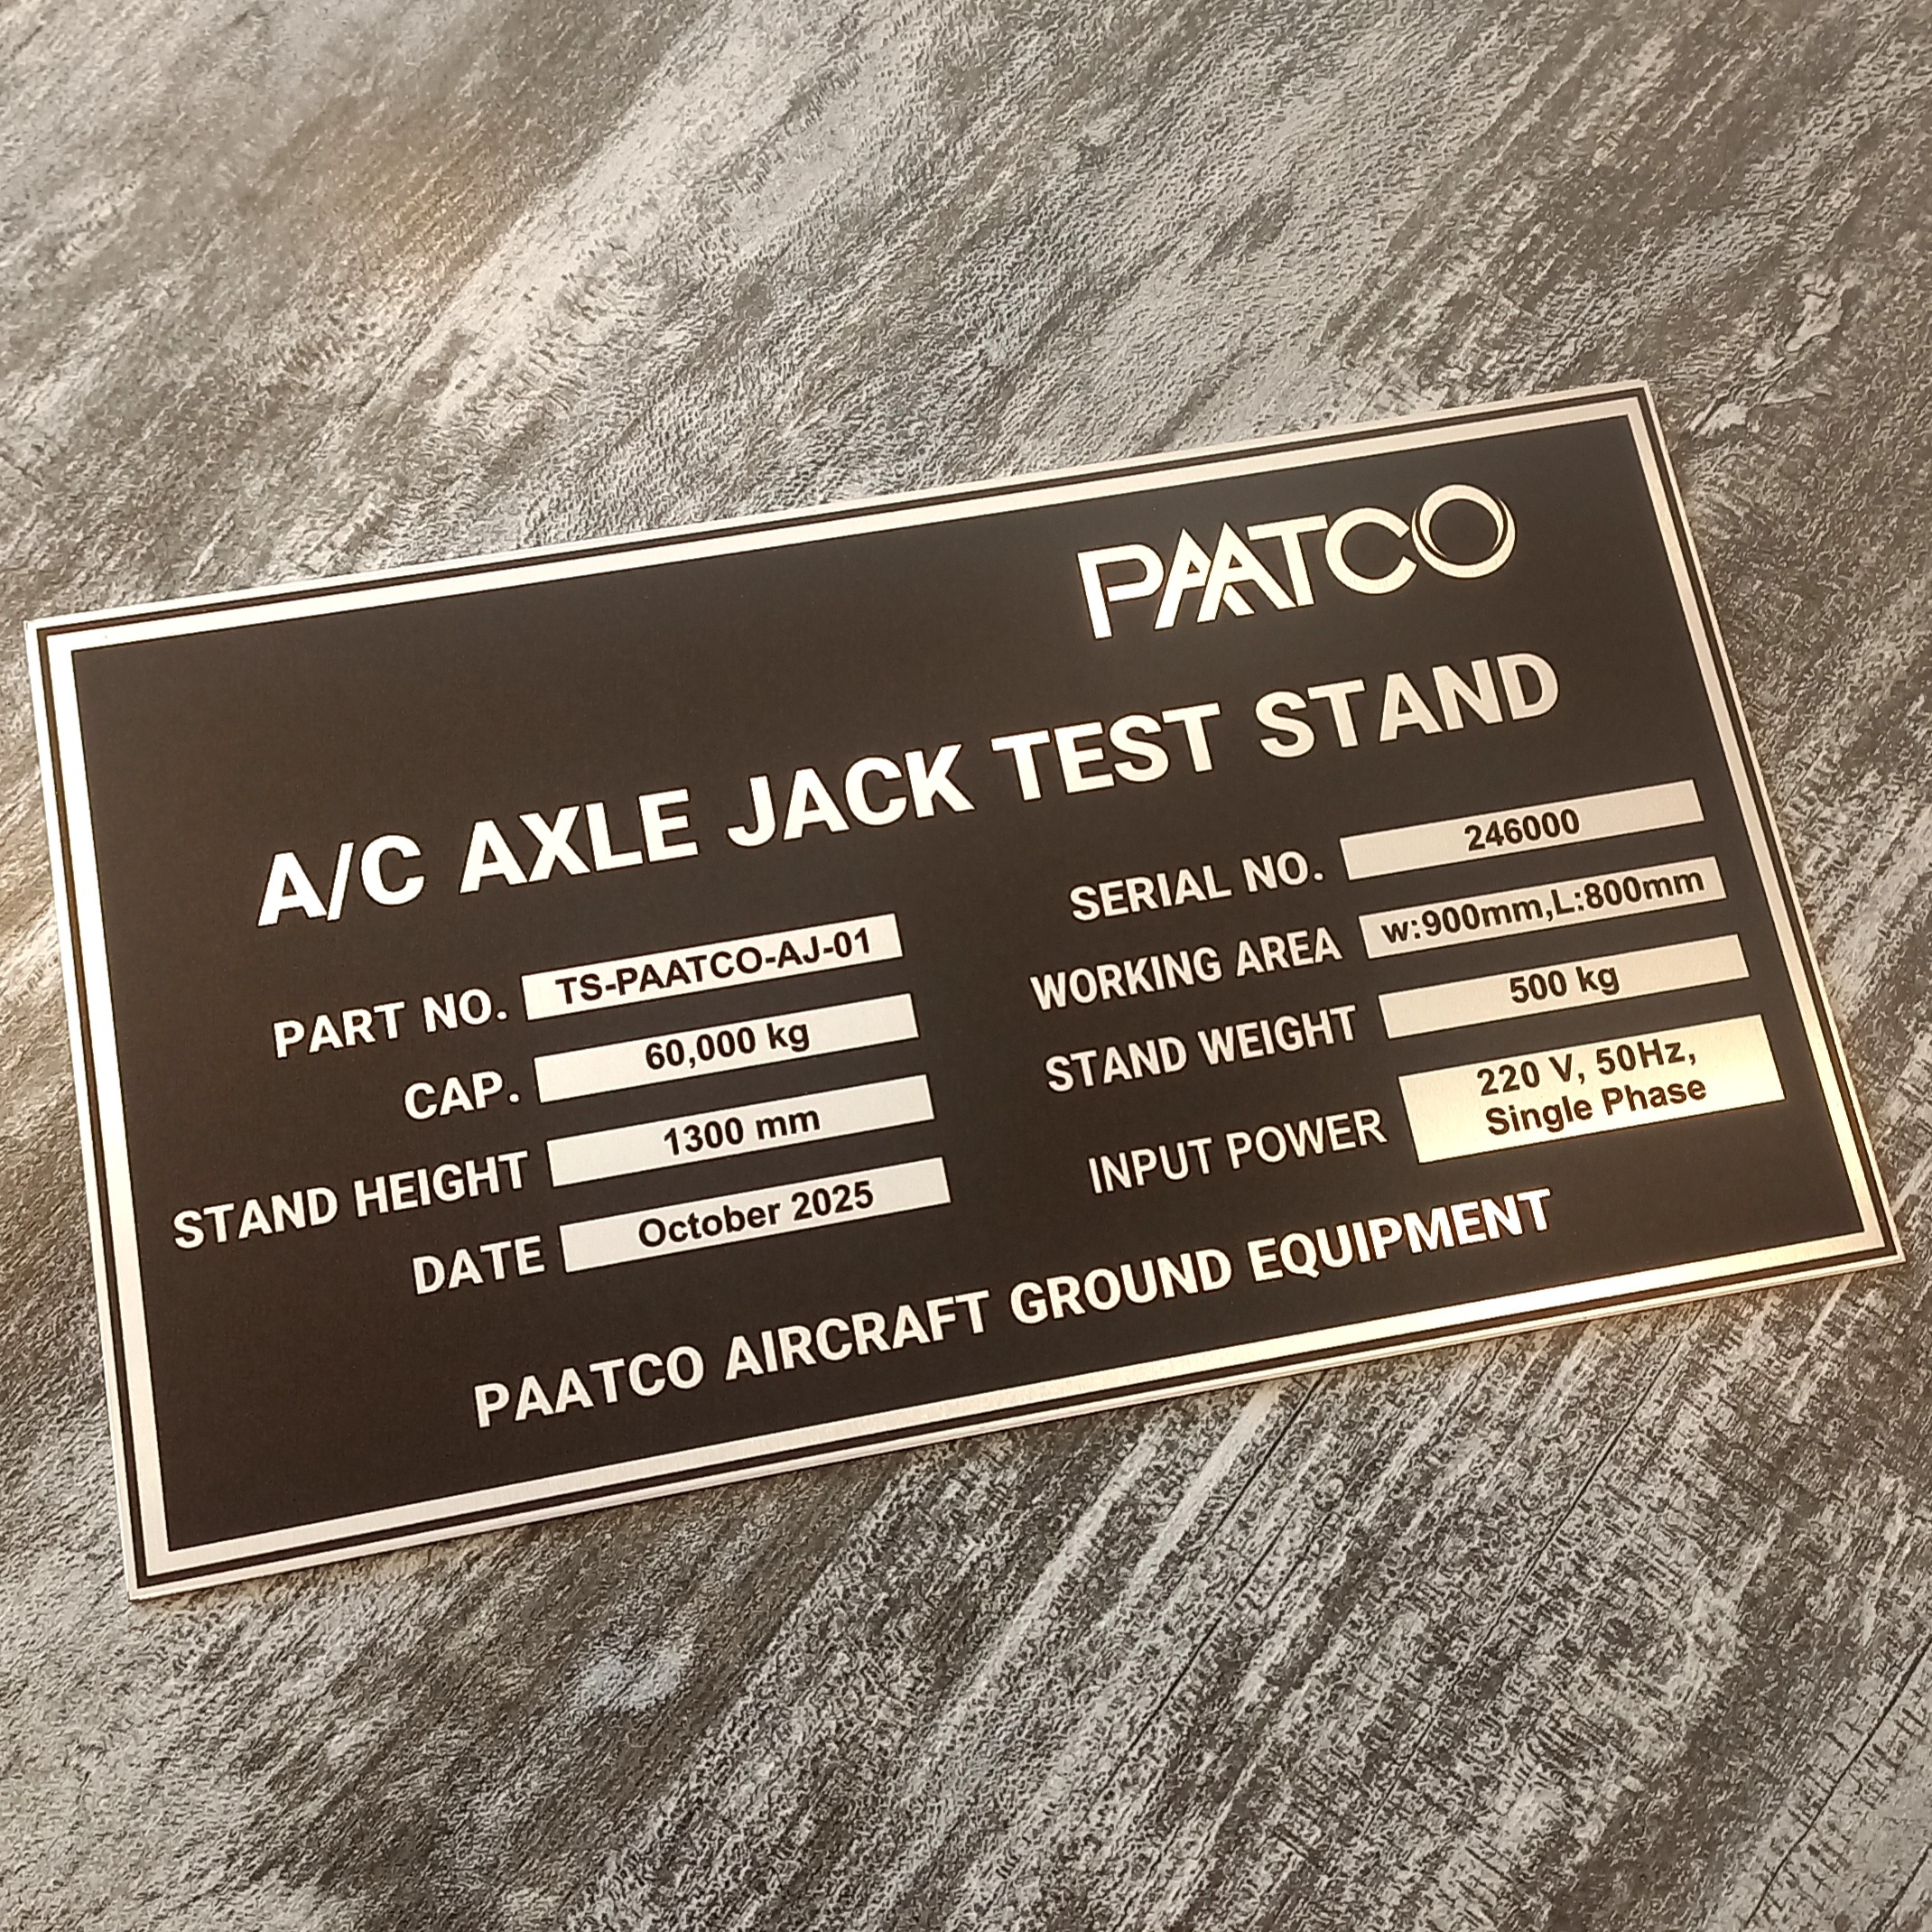 PAATCO
A/C AXLE JACK TEST STAND
PART NO. TS-PAATCO-AJ-01
CAP. 60,000 kg
STAND HEIGHT 1300 mm
DATE October 2025
SERIAL NO. 246000
WORKING AREA w:900mm,L:800mm
STAND WEIGHT 500 kg
INPUT POWER 220 V, 50Hz,
Single Phase
PAATCO AIRCRAFT GROUND EQUIPMENT